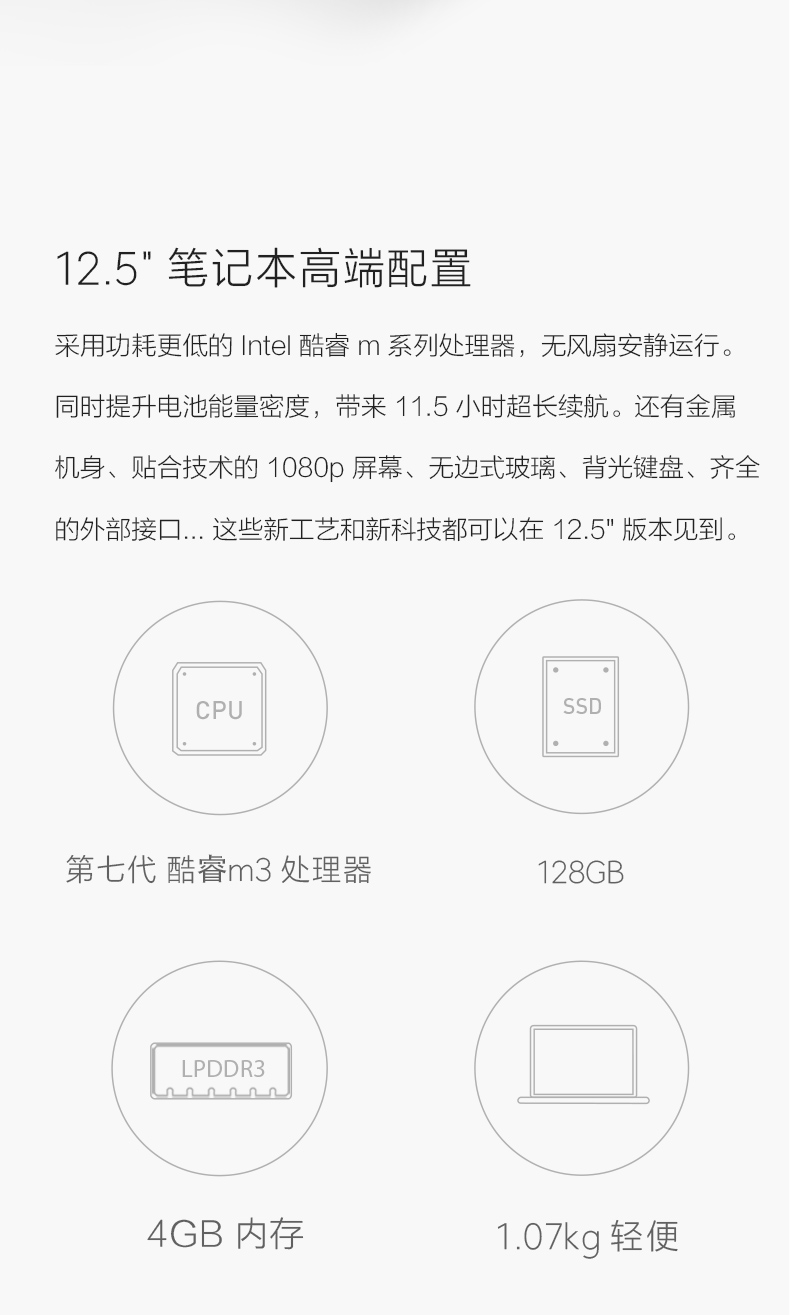 12.5" 笔记本高端配置
采用功耗更低的 Intel 酷睿 m 系列处理器，无风扇安静运行。
同时提升电池能量密度，带来 11.5 小时超长续航。还有金属
机身、贴合技术的 1080p 屏幕、无边式玻璃、背光键盘、齐全
的外部接口... 这些新工艺和新科技都可以在 12.5" 版本见到。
CPU
SSD
第七代 酷睿m3 处理器
128GB
LPDDR3
4GB 内存
1.07kg 轻便